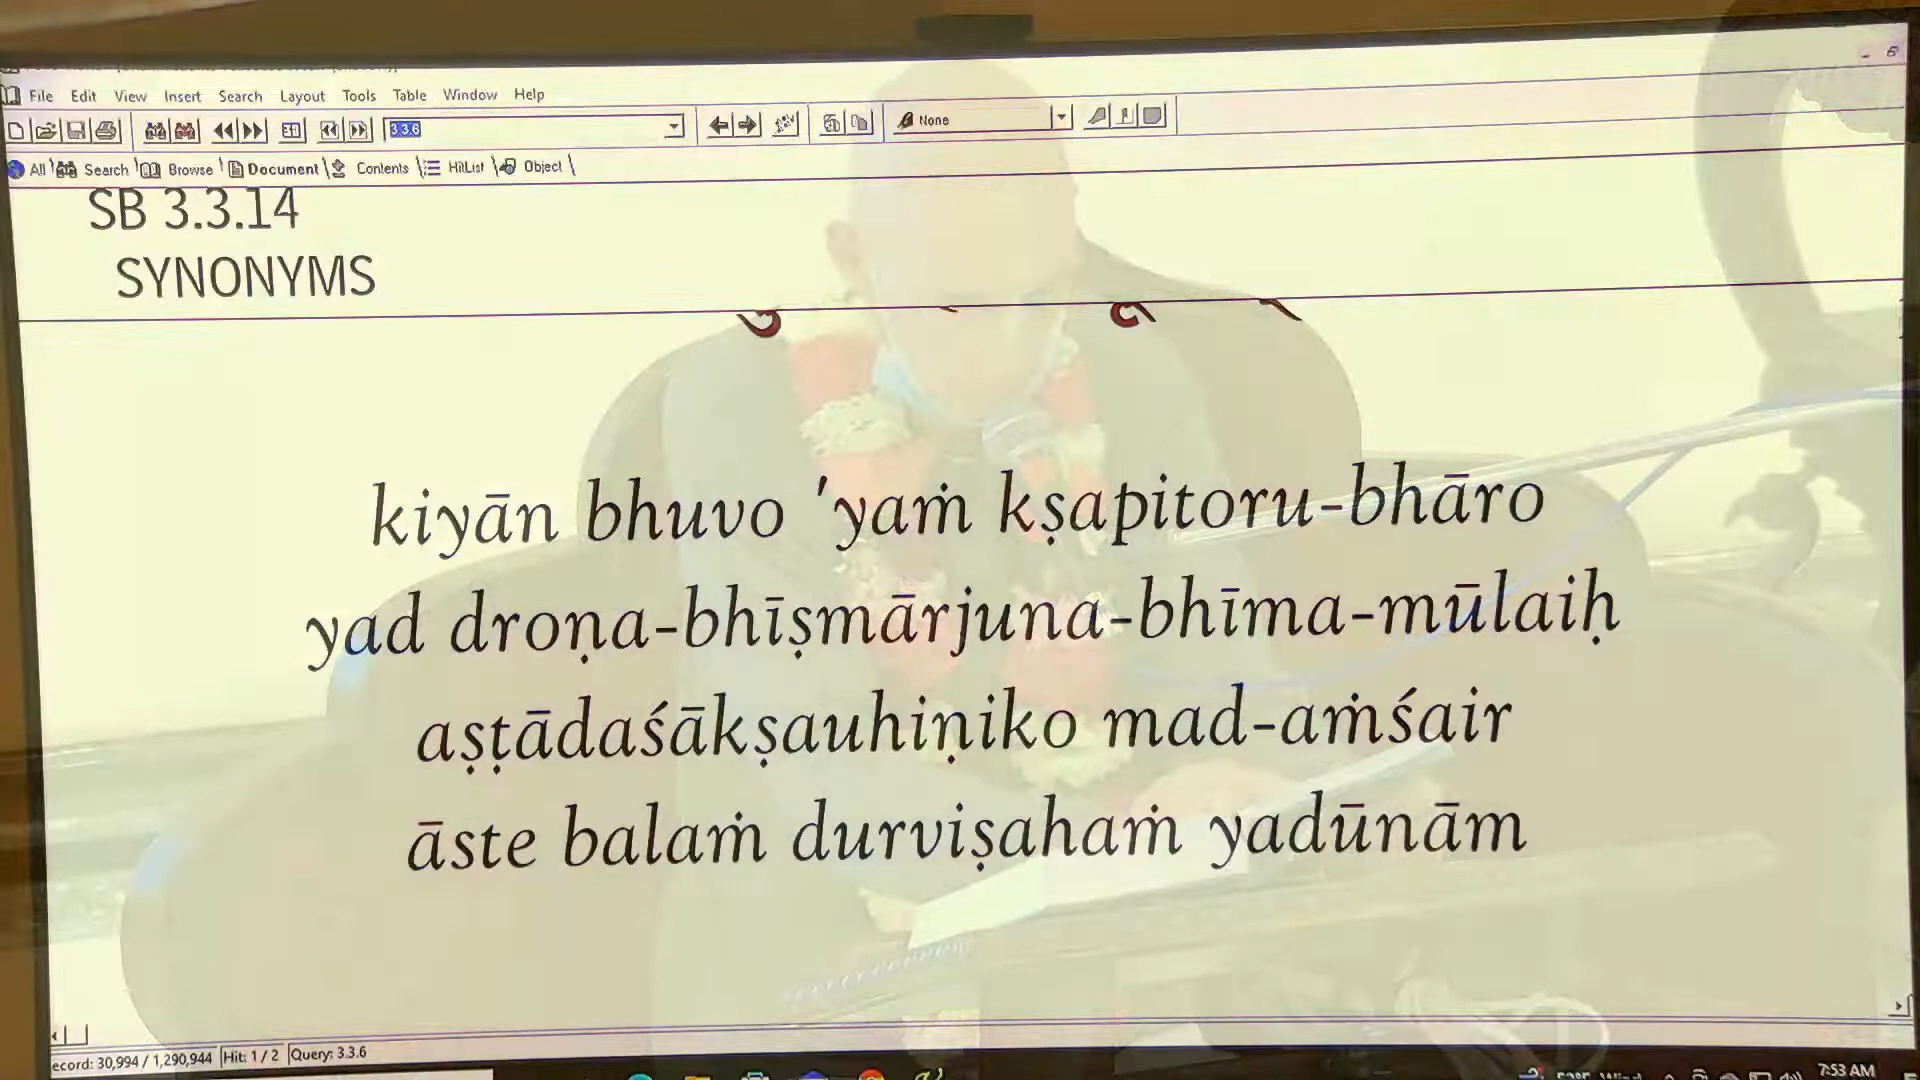 File Edit View Insert Search Layout Tools Table Window Help
3.3.6
None
All Search Browse Document Contents HitList Object
SB 3.3.14
SYNONYMS
kiyān bhuvo 'yaṁ kṣapitoru-bhāro
yad droṇa-bhīṣmārjuna-bhīma-mūlaiḥ
aṣṭādaśākṣauhiṇiko mad-aṁśair
āste balaṁ durviṣahaṁ yadūnām
ecord: 30,994 / 1,290,944 Hit: 1 / 2 Query: 3.3.6
7:53 AM